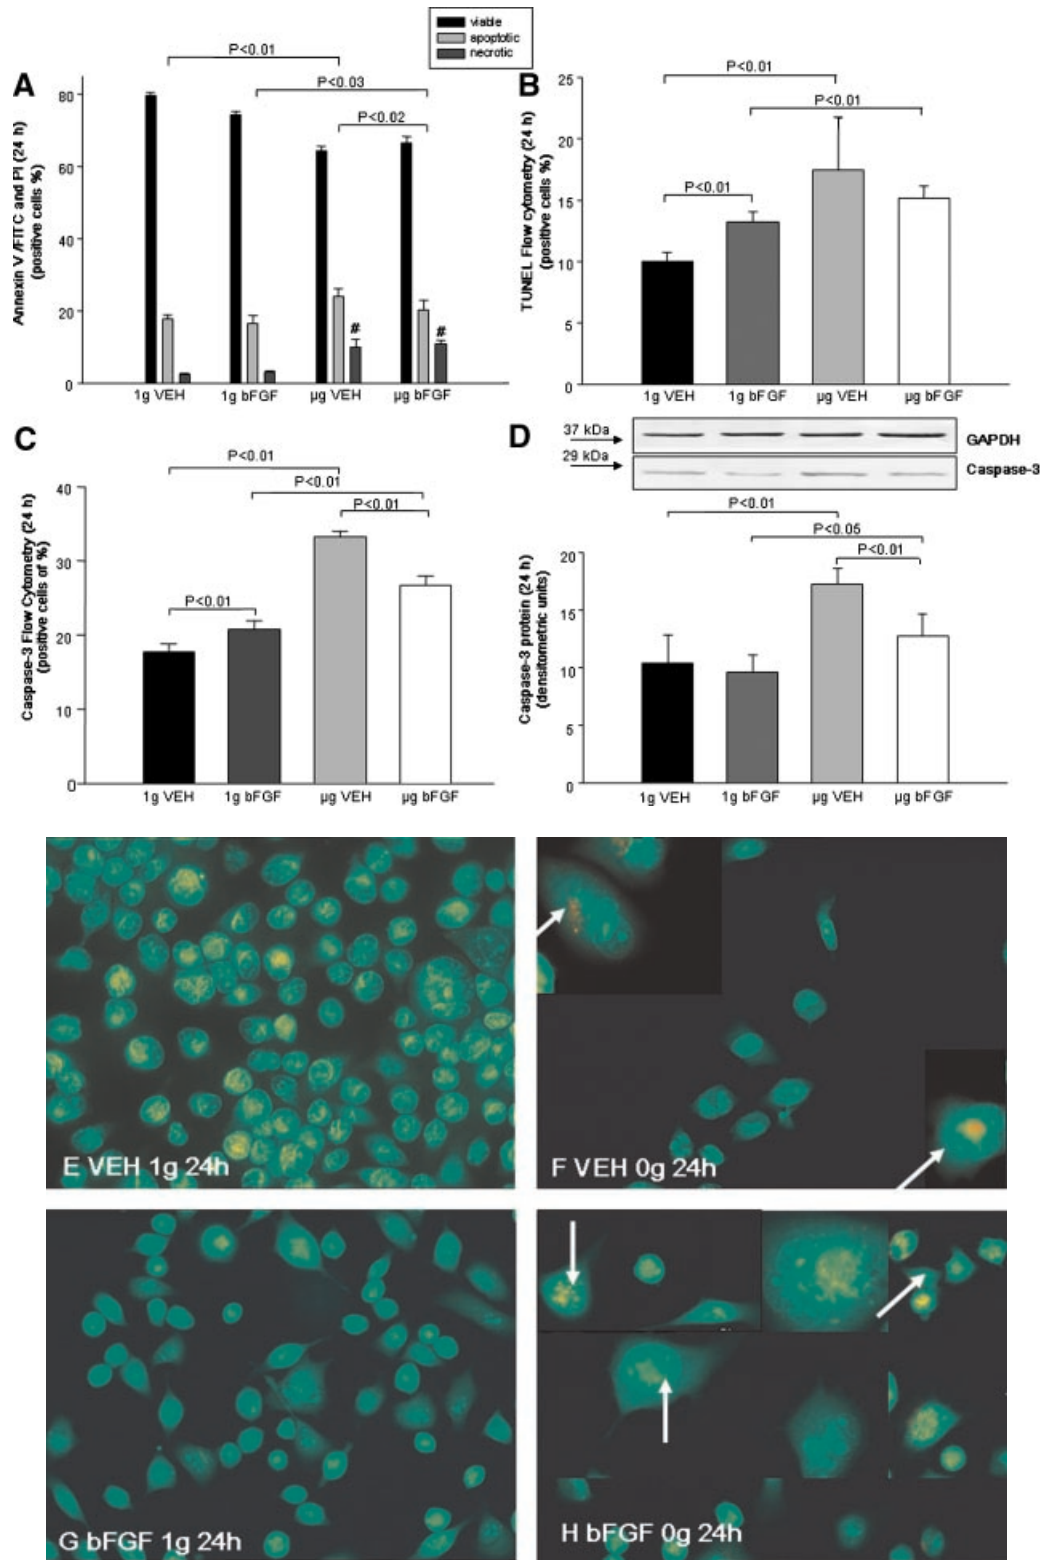 viable
apoptotic
necrotic
A
P<0.01
P<0.03
P<0.02
Annexin V/FITC and PI (24 h)
(positive cells %)
80
60
40
20
0
#
#
1g VEH
1g bFGF
µg VEH
µg bFGF
B
P<0.01
P<0.01
P<0.01
TUNEL Flow cytometry (24 h)
(positive cells %)
25
20
15
10
5
0
1g VEH
1g bFGF
µg VEH
µg bFGF
C
P<0.01
P<0.01
P<0.01
P<0.01
Caspase-3 Flow Cytometry (24 h)
(positive cells of %)
40
30
20
10
0
1g VEH
1g bFGF
µg VEH
µg bFGF
D
37 kDa
GAPDH
29 kDa
Caspase-3
P<0.01
P<0.05
P<0.01
Caspase-3 protein (24 h)
(densitometric units)
20
15
10
5
0
1g VEH
1g bFGF
µg VEH
µg bFGF
E VEH 1g 24h
F VEH 0g 24h
G bFGF 1g 24h
H bFGF 0g 24h